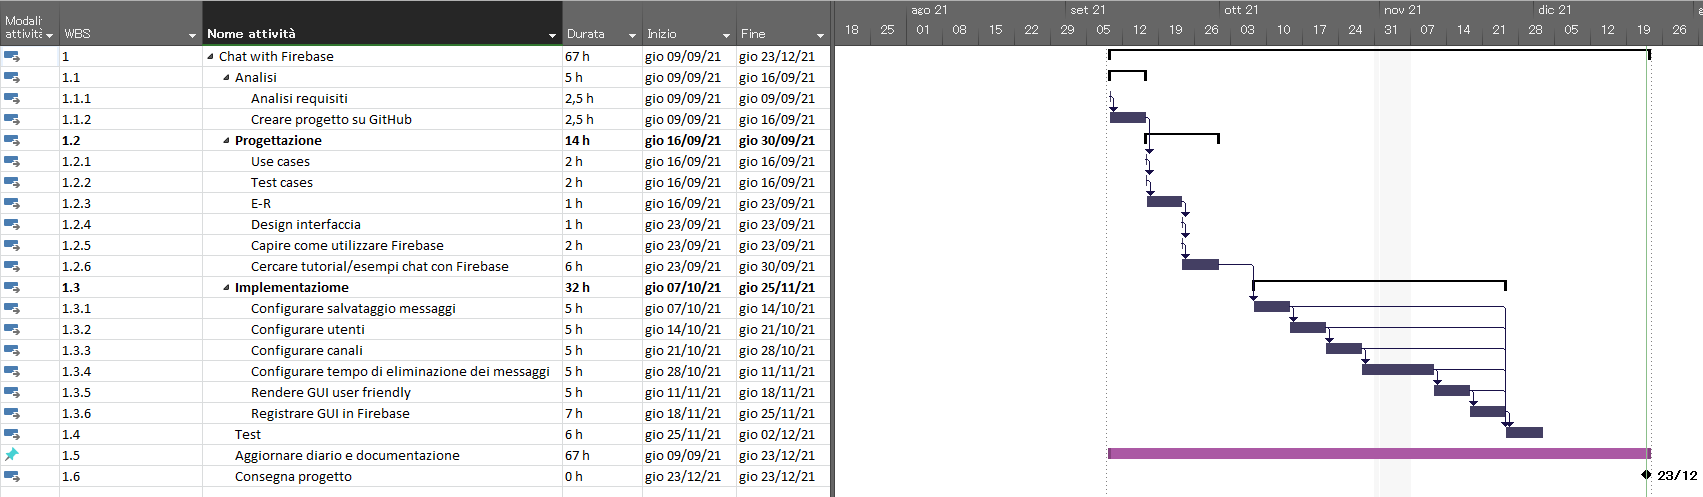 Modali attività WBS Nome attività Durata Inizio Fine
ago 21 set 21 ott 21 nov 21 dic 21
18 25 01 08 15 22 29 05 12 19 26 03 10 17 24 31 07 14 21 28 05 12 19 26
1 Chat with Firebase 67 h gio 09/09/21 gio 23/12/21
1.1 Analisi 5 h gio 09/09/21 gio 16/09/21
1.1.1 Analisi requisiti 2,5 h gio 09/09/21 gio 09/09/21
1.1.2 Creare progetto su GitHub 2,5 h gio 09/09/21 gio 16/09/21
1.2 Progettazione 14 h gio 16/09/21 gio 30/09/21
1.2.1 Use cases 2 h gio 16/09/21 gio 16/09/21
1.2.2 Test cases 2 h gio 16/09/21 gio 16/09/21
1.2.3 E-R 1 h gio 16/09/21 gio 23/09/21
1.2.4 Design interfaccia 1 h gio 23/09/21 gio 23/09/21
1.2.5 Capire come utilizzare Firebase 2 h gio 23/09/21 gio 23/09/21
1.2.6 Cercare tutorial/esempi chat con Firebase 6 h gio 23/09/21 gio 30/09/21
1.3 Implementaziome 32 h gio 07/10/21 gio 25/11/21
1.3.1 Configurare salvataggio messaggi 5 h gio 07/10/21 gio 14/10/21
1.3.2 Configurare utenti 5 h gio 14/10/21 gio 21/10/21
1.3.3 Configurare canali 5 h gio 21/10/21 gio 28/10/21
1.3.4 Configurare tempo di eliminazione dei messaggi 5 h gio 28/10/21 gio 11/11/21
1.3.5 Rendere GUI user friendly 5 h gio 11/11/21 gio 18/11/21
1.3.6 Registrare GUI in Firebase 7 h gio 18/11/21 gio 25/11/21
1.4 Test 6 h gio 25/11/21 gio 02/12/21
1.5 Aggiornare diario e documentazione 67 h gio 09/09/21 gio 23/12/21
1.6 Consegna progetto 0 h gio 23/12/21 gio 23/12/21 23/12